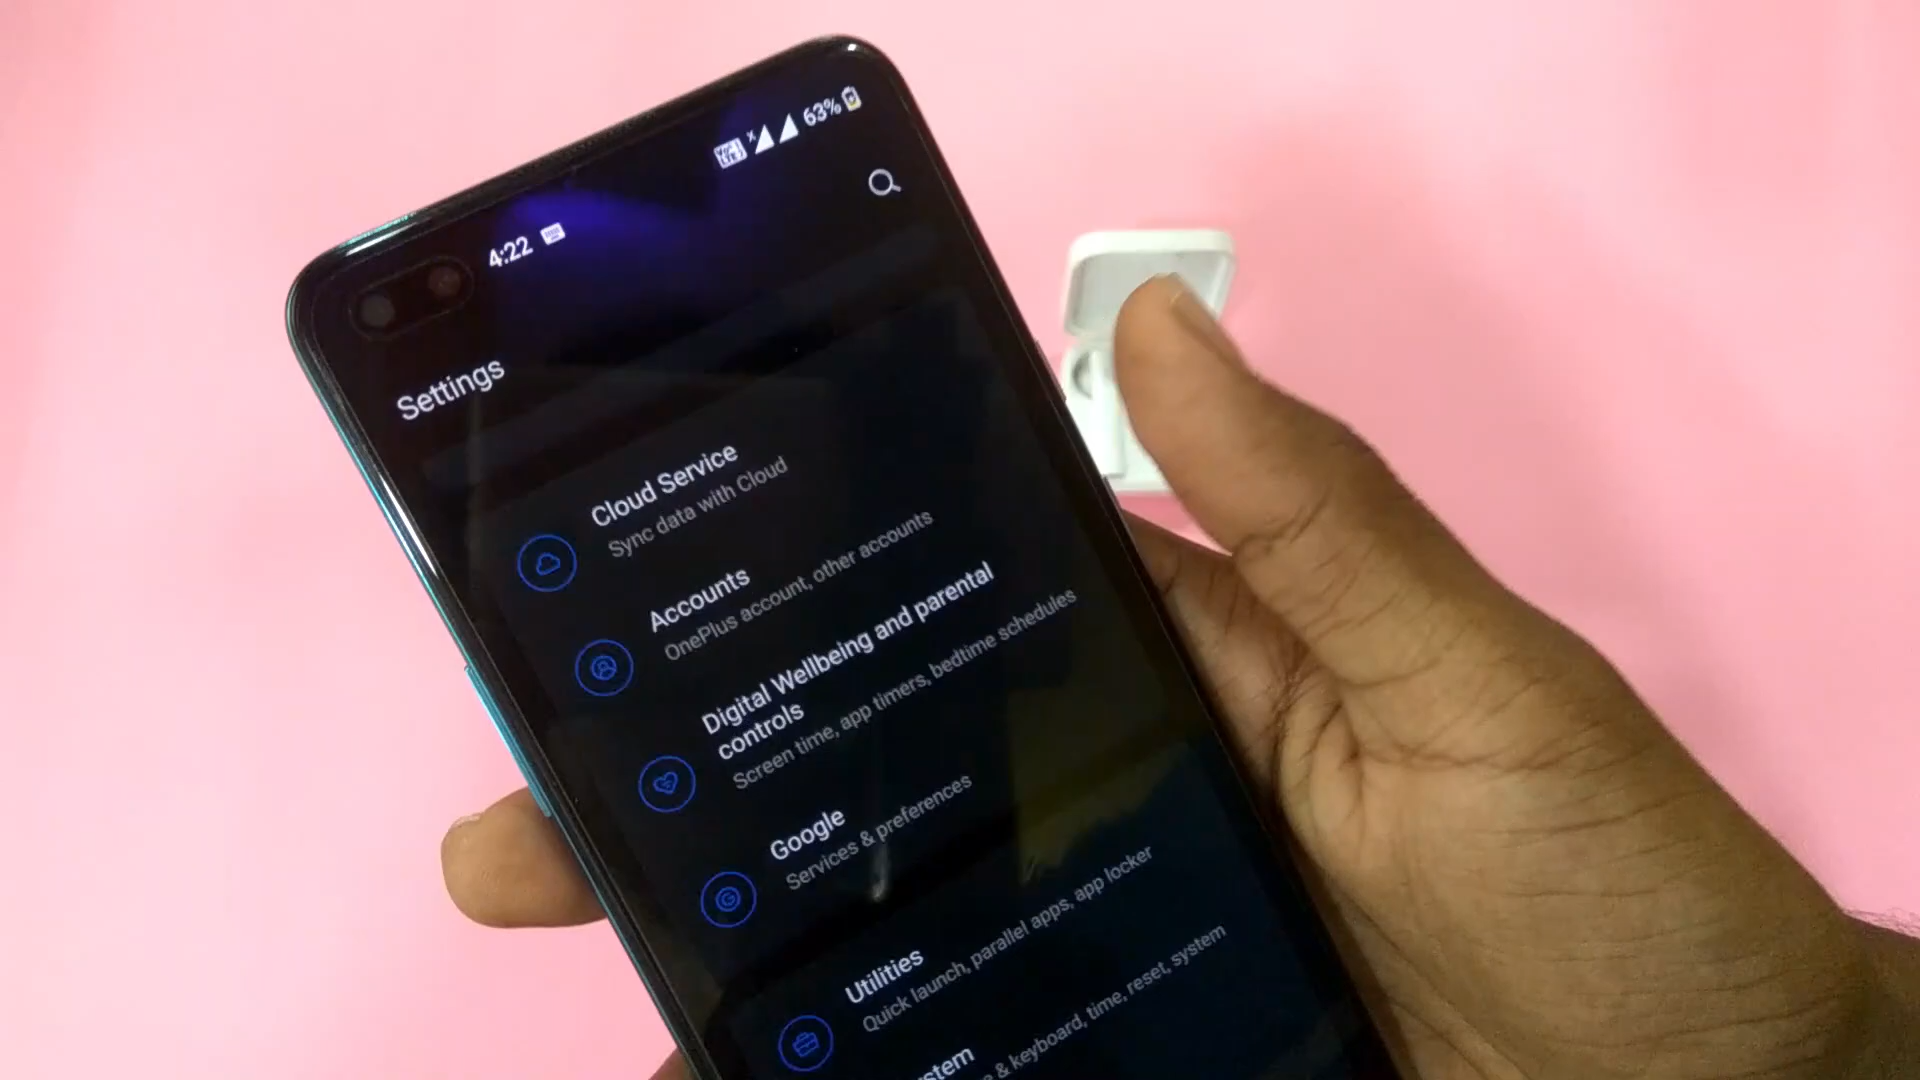 4:22
63%
Settings
Cloud Service
Sync data with Cloud
Accounts
OnePlus account, other accounts
Digital Wellbeing and parental
controls
Screen time, app timers, bedtime schedules
Google
Services & preferences
Utilities
Quick launch, parallel apps, app locker
& keyboard, time, reset, system